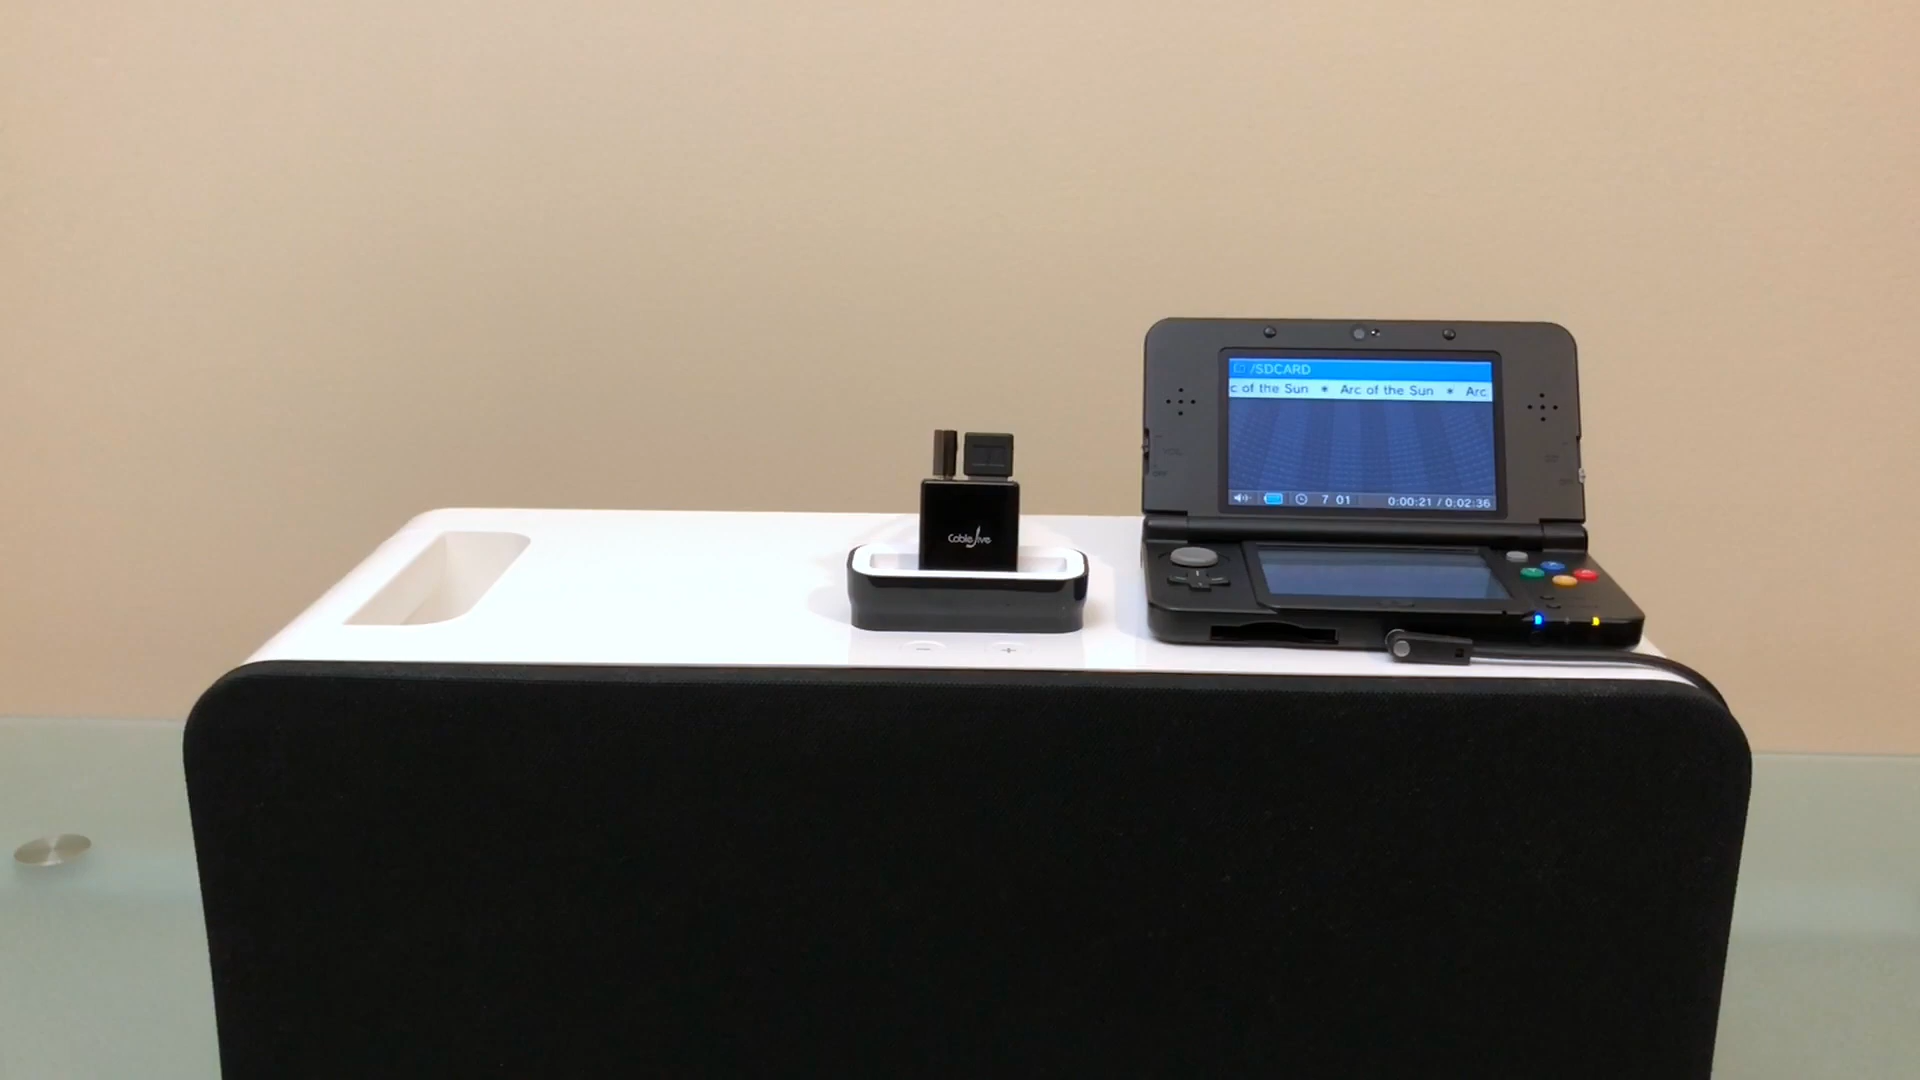 /SDCARD
c of the Sun * Arc of the Sun * Arc
7 01 0:00:21 / 0:02:36
CableJive
- +